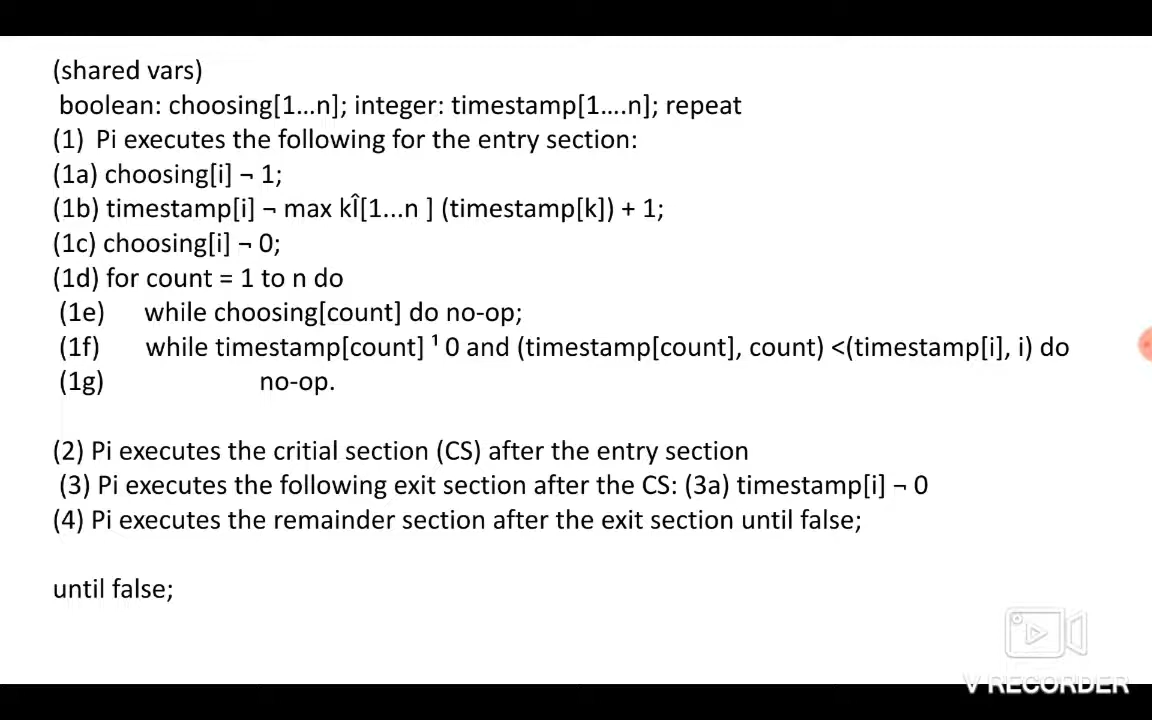 (shared vars)
boolean: choosing[1...n]; integer: timestamp[1....n]; repeat
(1) Pi executes the following for the entry section:
(1a) choosing[i] ¬ 1;
(1b) timestamp[i] ¬ max kÎ[1...n ] (timestamp[k]) + 1;
(1c) choosing[i] ¬ 0;
(1d) for count = 1 to n do
(1e) while choosing[count] do no-op;
(1f) while timestamp[count] ¹ 0 and (timestamp[count], count) <(timestamp[i], i) do
(1g) no-op.
(2) Pi executes the critial section (CS) after the entry section
(3) Pi executes the following exit section after the CS: (3a) timestamp[i] ¬ 0
(4) Pi executes the remainder section after the exit section until false;
until false;
V RECORDER